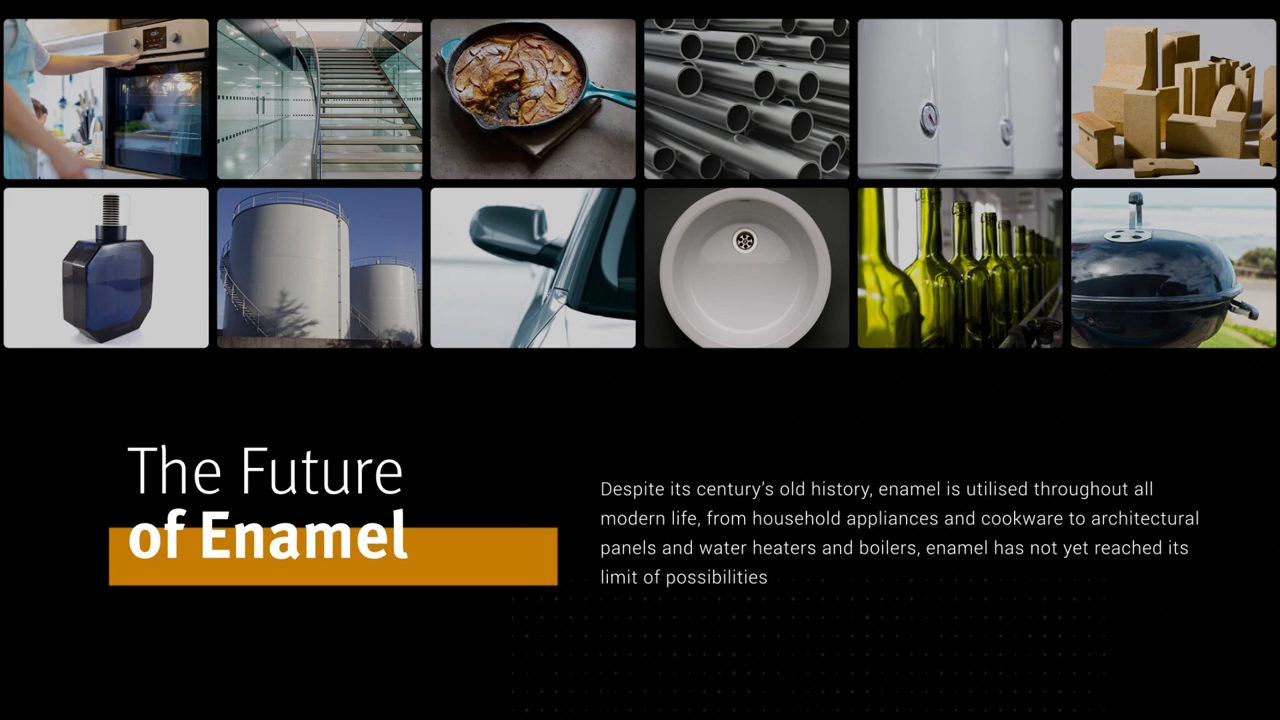 The Future
of Enamel
Despite its century’s old history, enamel is utilised throughout all
modern life, from household appliances and cookware to architectural
panels and water heaters and boilers, enamel has not yet reached its
limit of possibilities